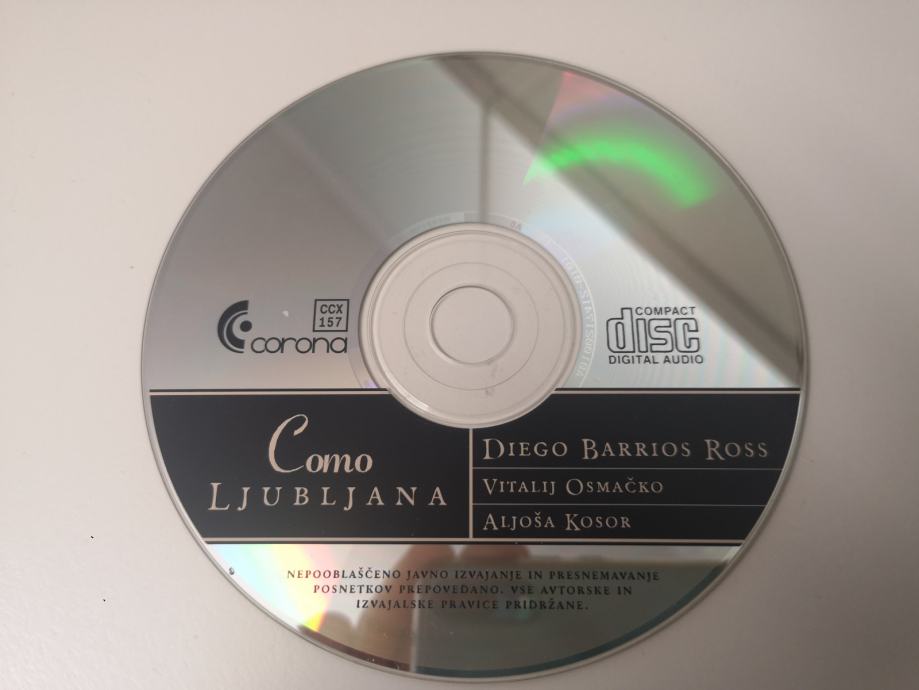 corona
CCX
157
COMPACT
disc
DIGITAL AUDIO
Como
LJUBLJANA
DIEGO BARRIOS ROSS
VITALIJ OSMAČKO
ALJOŠA KOSOR
NEPOOBLAŠČENO JAVNO IZVAJANJE IN PRESNEMAVANJE
POSNETKOV PREPOVEDANO. VSE AVTORSKE IN
IZVAJALSKE PRAVICE PRIDRŽANE.